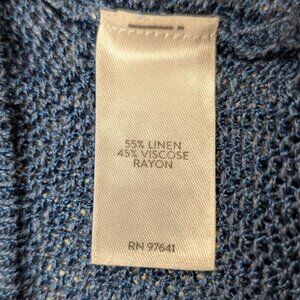 55% LINEN
45% VISCOSE
RAYON
RN 97641